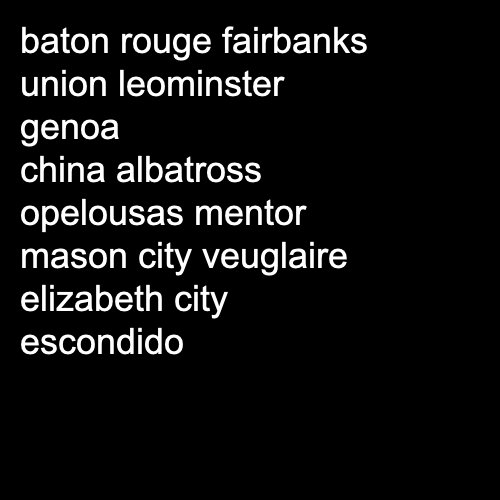 baton rouge fairbanks
union leominster
genoa
china albatross
opelousas mentor
mason city veuglaire
elizabeth city
escondido